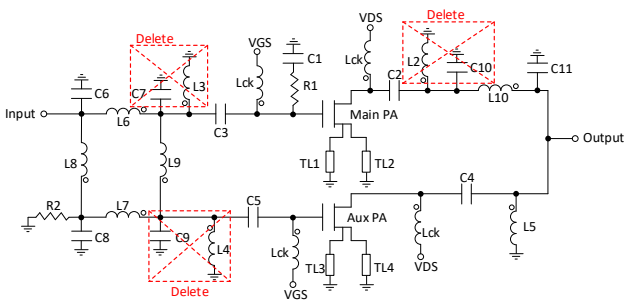 Delete
Delete
VGS
VDS
C1
Lck
L2
C10
C11
C6
C7
L3
Lck
R1
C2
L10
Input
L6
C3
Main PA
L8
L9
TL1
TL2
Output
R2
L7
C5
C4
Aux PA
C8
C9
L4
Lck
TL3
TL4
Lck
L5
VDS
Delete
VGS